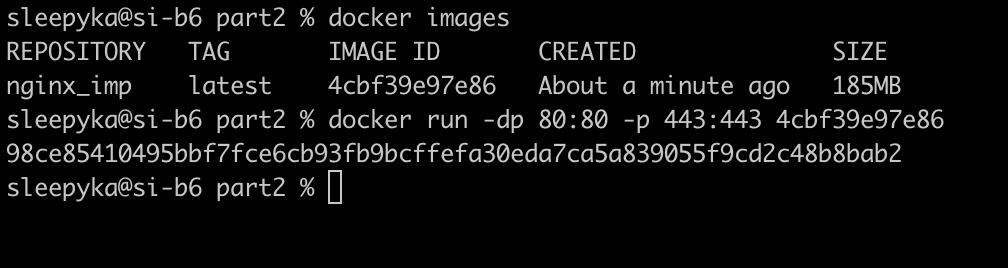 sleepyka@si-b6 part2 % docker images
REPOSITORY   TAG       IMAGE ID       CREATED              SIZE
nginx_imp    latest    4cbf39e97e86   About a minute ago   185MB
sleepyka@si-b6 part2 % docker run -dp 80:80 -p 443:443 4cbf39e97e86
98ce85410495bbf7fce6cb93fb9bcffefa30eda7ca5a839055f9cd2c48b8bab2
sleepyka@si-b6 part2 %